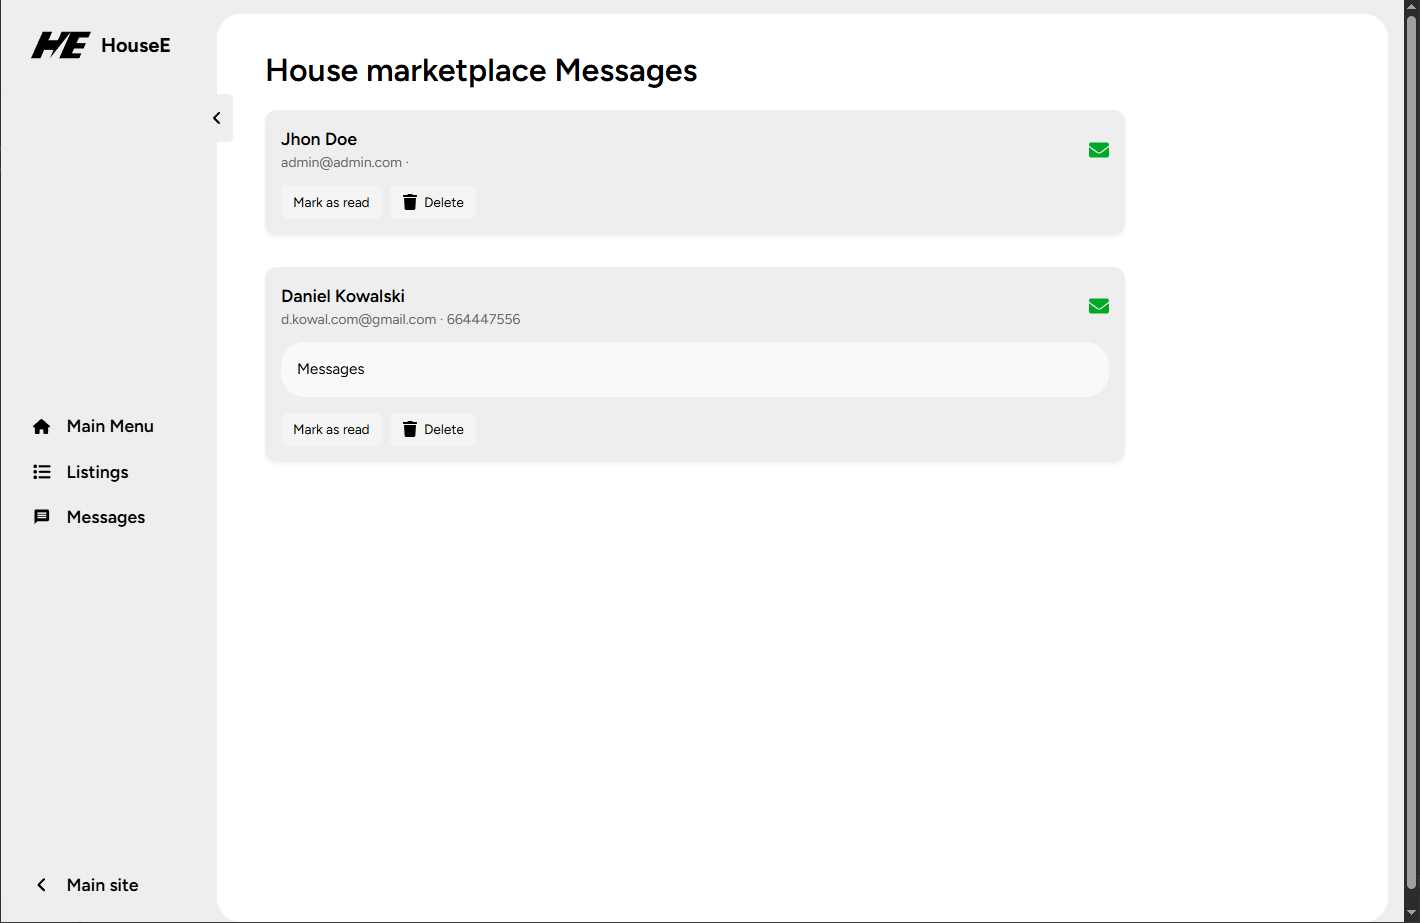 HE HouseE
House marketplace Messages
Jhon Doe
admin@admin.com ·
Mark as read
Delete
Daniel Kowalski
d.kowal.com@gmail.com · 664447556
Messages
Mark as read
Delete
Main Menu
Listings
Messages
Main site